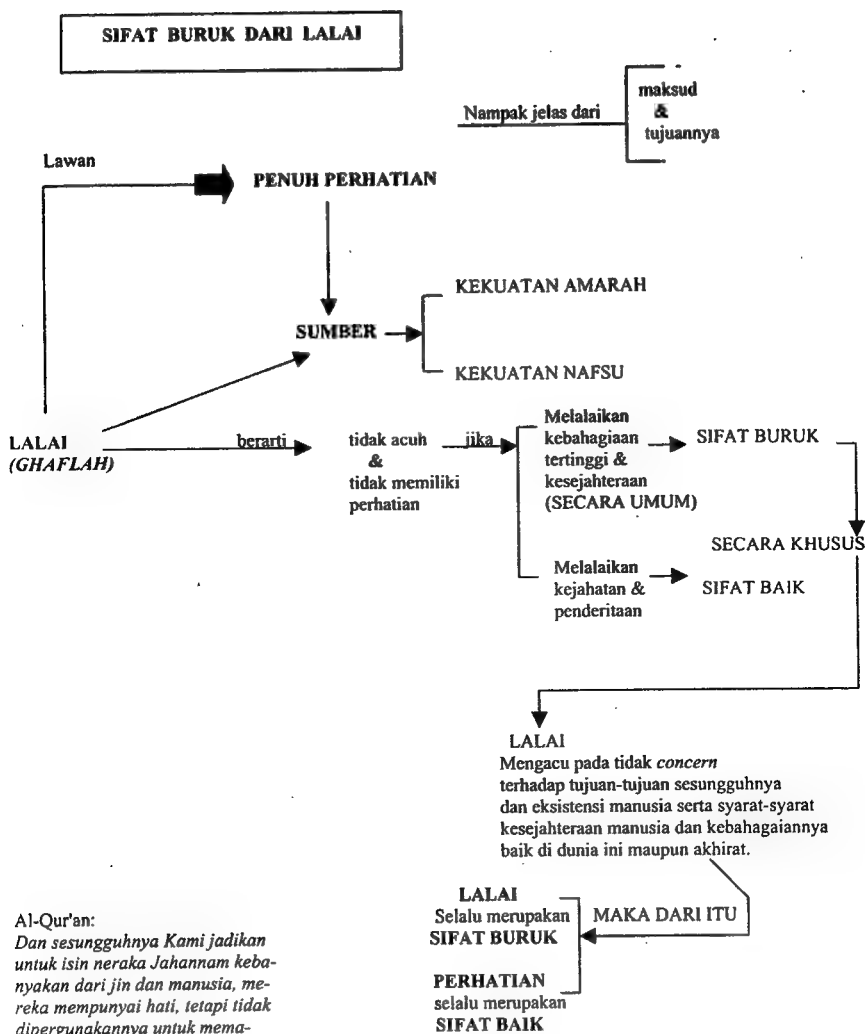 SIFAT BURUK DARI LALAI
Nampak jelas dari
maksud
&
tujuannya
Lawan
PENUH PERHATIAN
KEKUATAN AMARAH
SUMBER
KEKUATAN NAFSU
LALAI
(GHAFLAH)
berarti
tidak acuh
&
tidak memiliki
perhatian
jika
Melalaikan
kebahagiaan
tertinggi &
kesejahteraan
(SECARA UMUM)
SIFAT BURUK
SECARA KHUSUS
Melalaikan
kejahatan &
penderitaan
SIFAT BAIK
LALAI
Mengacu pada tidak concern
terhadap tujuan-tujuan sesungguhnya
dan eksistensi manusia serta syarat-syarat
kesejahteraan manusia dan kebahagaiannya
baik di dunia ini maupun akhirat.
LALAI
Selalu merupakan
SIFAT BURUK
MAKA DARI ITU
PERHATIAN
selalu merupakan
SIFAT BAIK
Al-Qur'an:
Dan sesungguhnya Kami jadikan
untuk isin neraka Jahannam keba-
nyakan dari jin dan manusia, me-
reka mempunyai hati, tetapi tidak
dipergunakannya untuk mema-